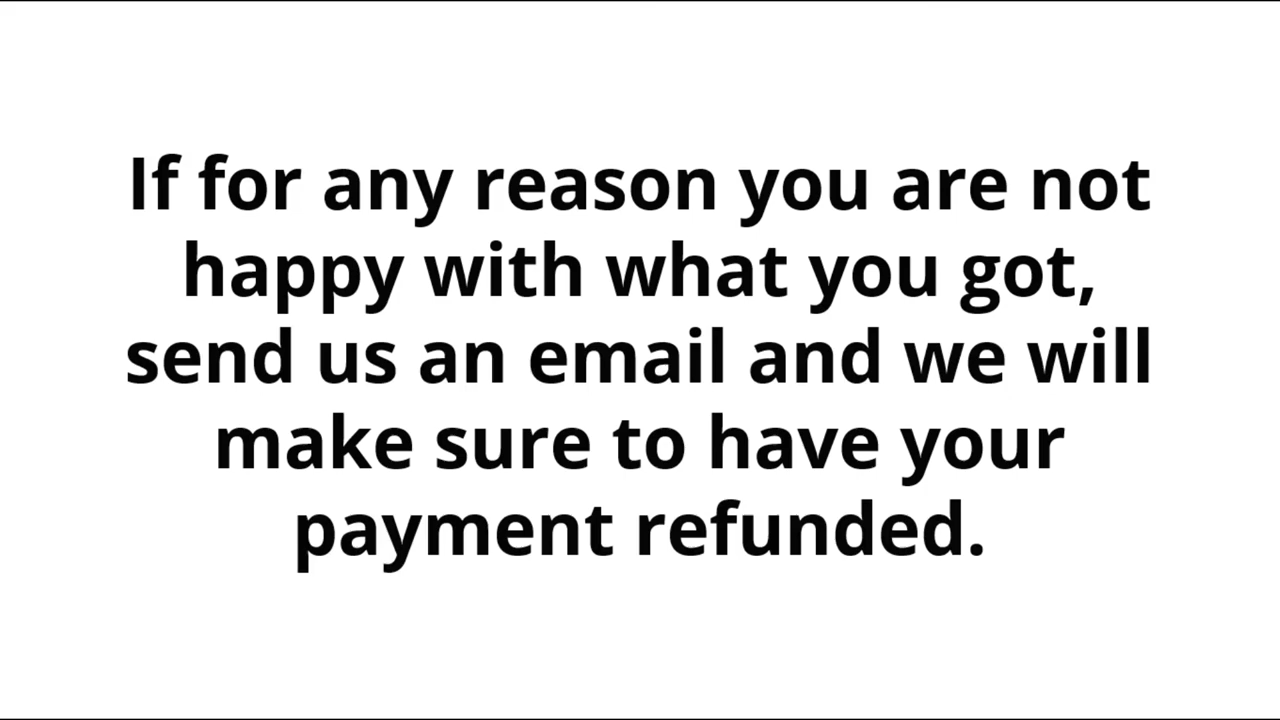 If for any reason you are not
happy with what you got,
send us an email and we will
make sure to have your
payment refunded.